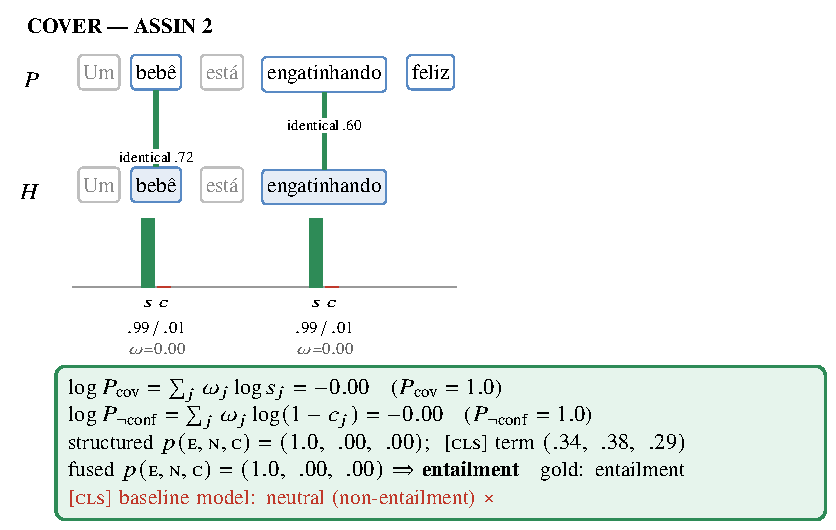 COVER — ASSIN 2
P Um bebê está engatinhando feliz
identical .60
identical .72
H Um bebê está engatinhando
s c s c
.99 / .01 .99 / .01
ω=0.00 ω=0.00
log P_cov = ∑_j ω_j log s_j = −0.00 (P_cov = 1.0)
log P_¬conf = ∑_j ω_j log(1 − c_j) = −0.00 (P_¬conf = 1.0)
structured p(E, N, C) = (1.0, .00, .00); [CLS] term (.34, .38, .29)
fused p(E, N, C) = (1.0, .00, .00) ⟹ entailment gold: entailment
[CLS] baseline model: neutral (non-entailment) ×